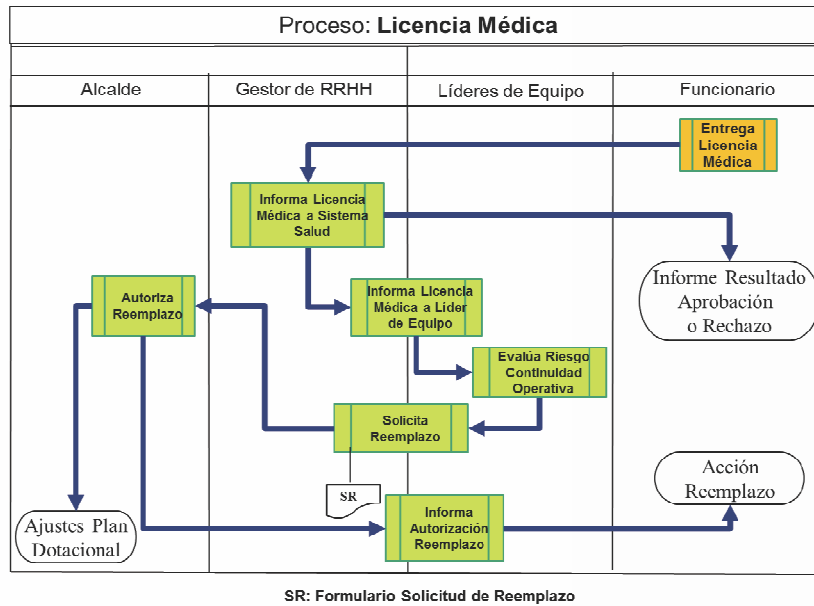 Proceso: Licencia Médica
Alcalde
Gestor de RRHH
Líderes de Equipo
Funcionario
Entrega
Licencia
Médica
Informa Licencia
Médica a Sistema
Salud
Informe Resultado
Aprobación
o Rechazo
Autoriza
Reemplazo
Informa Licencia
Médica a Líder
de Equipo
Evalúa Riesgo
Continuidad
Operativa
Solicita
Reemplazo
SR
Acción
Reemplazo
Informa
Autorización
Reemplazo
Ajustes Plan
Dotacional
SR: Formulario Solicitud de Reemplazo